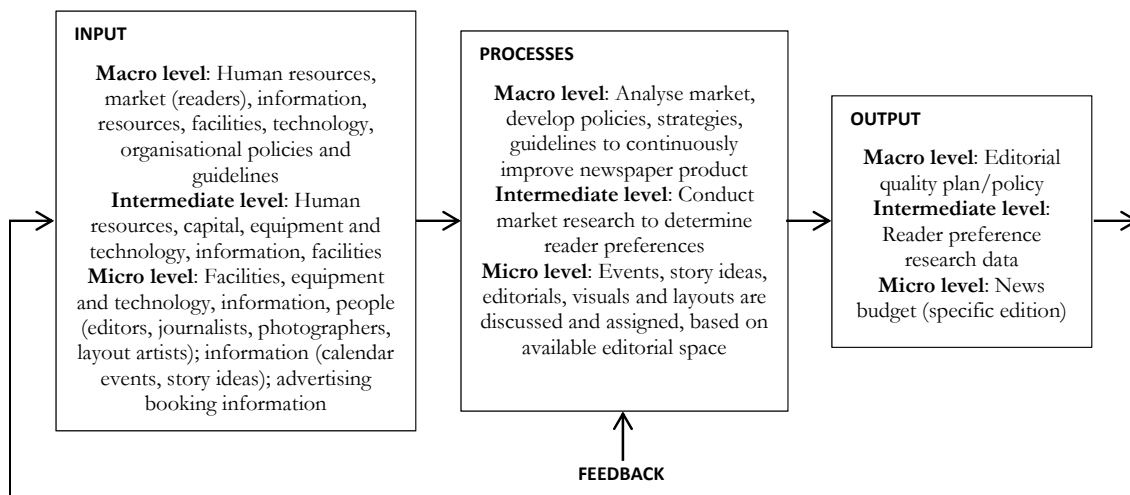 INPUT
Macro level: Human resources,
market (readers), information,
resources, facilities, technology,
organisational policies and
guidelines
Intermediate level: Human
resources, capital, equipment and
technology, information, facilities
Micro level: Facilities, equipment
and technology, information, people
(editors, journalists, photographers,
layout artists); information (calendar
events, story ideas); advertising
booking information
PROCESSES
Macro level: Analyse market,
develop policies, strategies,
guidelines to continuously
improve newspaper product
Intermediate level: Conduct
market research to determine
reader preferences
Micro level: Events, story ideas,
editorials, visuals and layouts are
discussed and assigned, based on
available editorial space
OUTPUT
Macro level: Editorial
quality plan/policy
Intermediate level:
Reader preference
research data
Micro level: News
budget (specific edition)
FEEDBACK